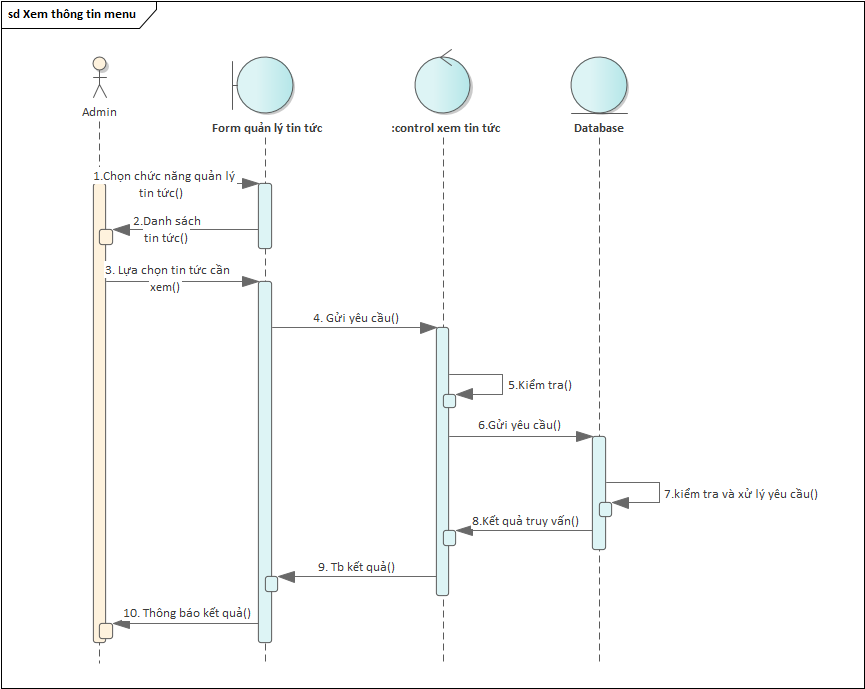 sd Xem thông tin menu
Admin
Form quản lý tin tức
:control xem tin tức
Database
1.Chọn chức năng quản lý
tin tức()
2.Danh sách
tin tức()
3. Lựa chọn tin tức cần
xem()
4. Gửi yêu cầu()
5.Kiểm tra()
6.Gửi yêu cầu()
7.kiểm tra và xử lý yêu cầu()
8.Kết quả truy vấn()
9. Tb kết quả()
10. Thông báo kết quả()